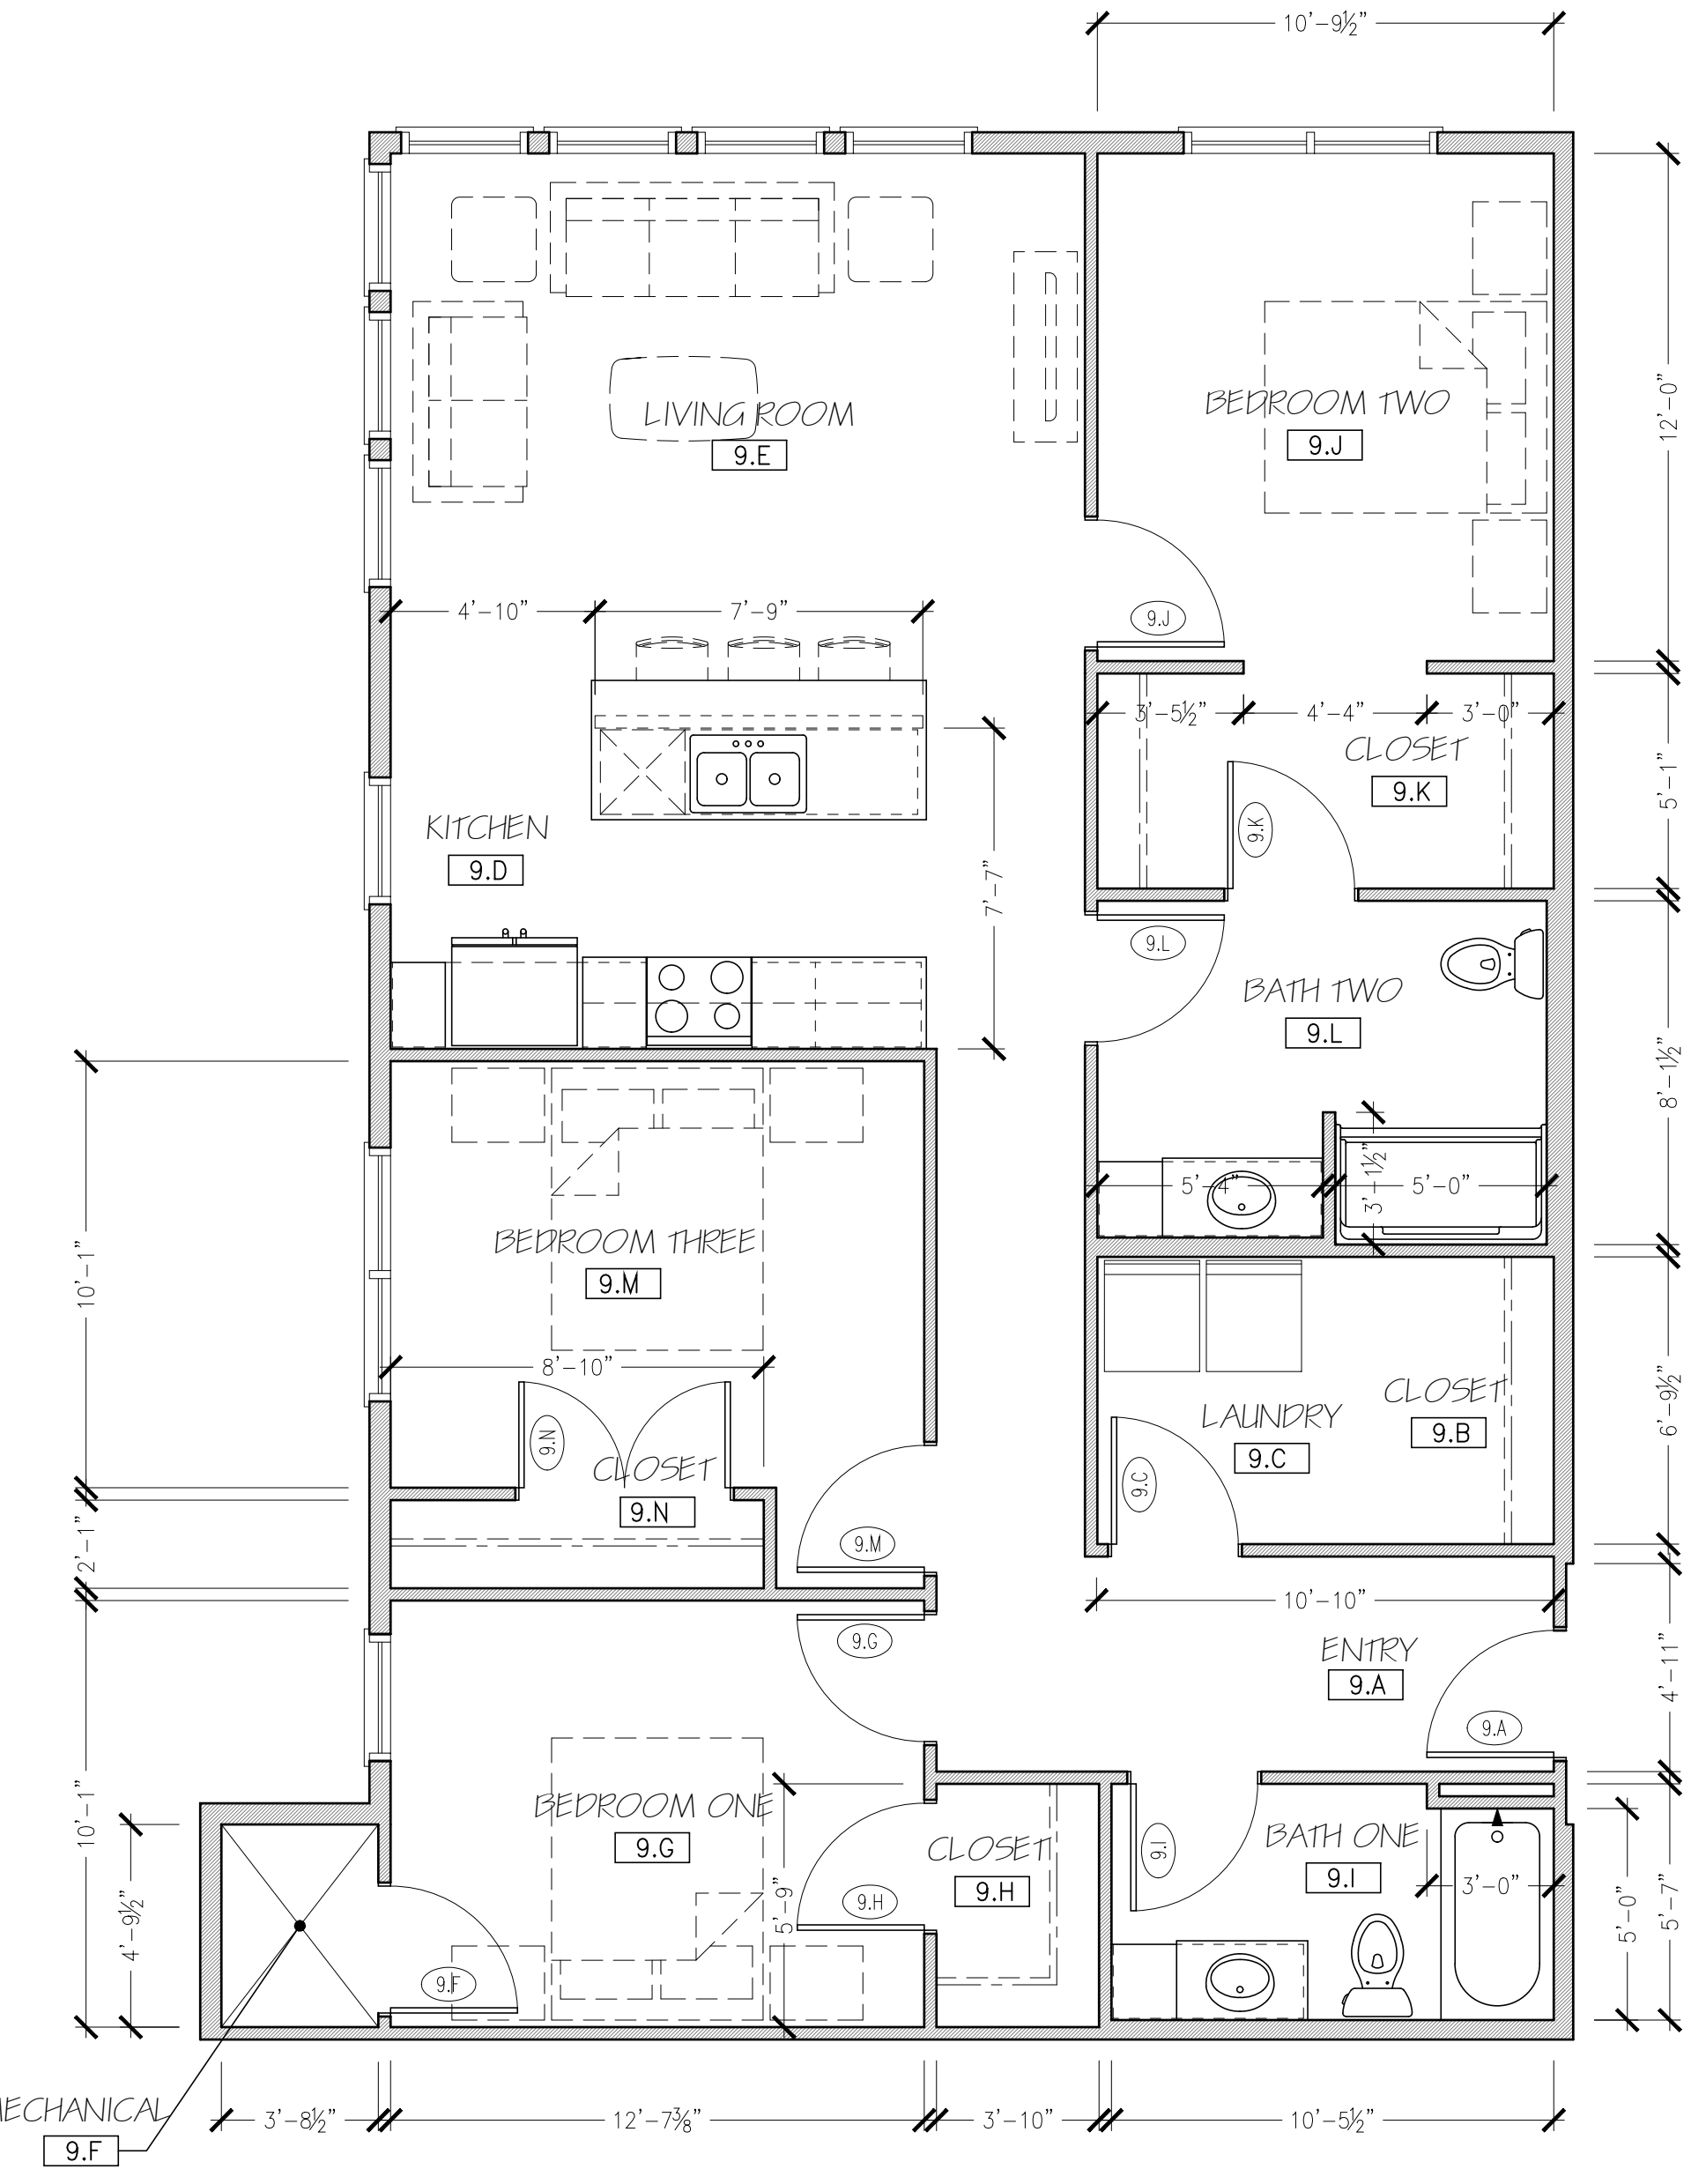 10'-9½"
LIVING ROOM
9.E
BEDROOM TWO
9.J
12'-0"
4'-10"
7'-9"
9.J
3'-5½"
4'-4"
3'-0"
CLOSET
9.K
5'-1"
9.K
KITCHEN
9.D
7'-7"
9.L
BATH TWO
9.L
8'-1½"
3'-1½"
5'-4"
5'-0"
10'-1"
BEDROOM THREE
9.M
8'-10"
9.N
CLOSET
9.N
9.M
LAUNDRY
9.C
CLOSET
9.B
9.C
6'-9½"
2'-1"
10'-10"
9.G
ENTRY
9.A
9.A
4'-11"
10'-1"
4'-9½"
BEDROOM ONE
9.G
5'-9"
9.H
CLOSET
9.H
9.I
BATH ONE
9.I
3'-0"
5'-0"
5'-7"
9.F
MECHANICAL
9.F
3'-8½"
12'-7⅜"
3'-10"
10'-5½"